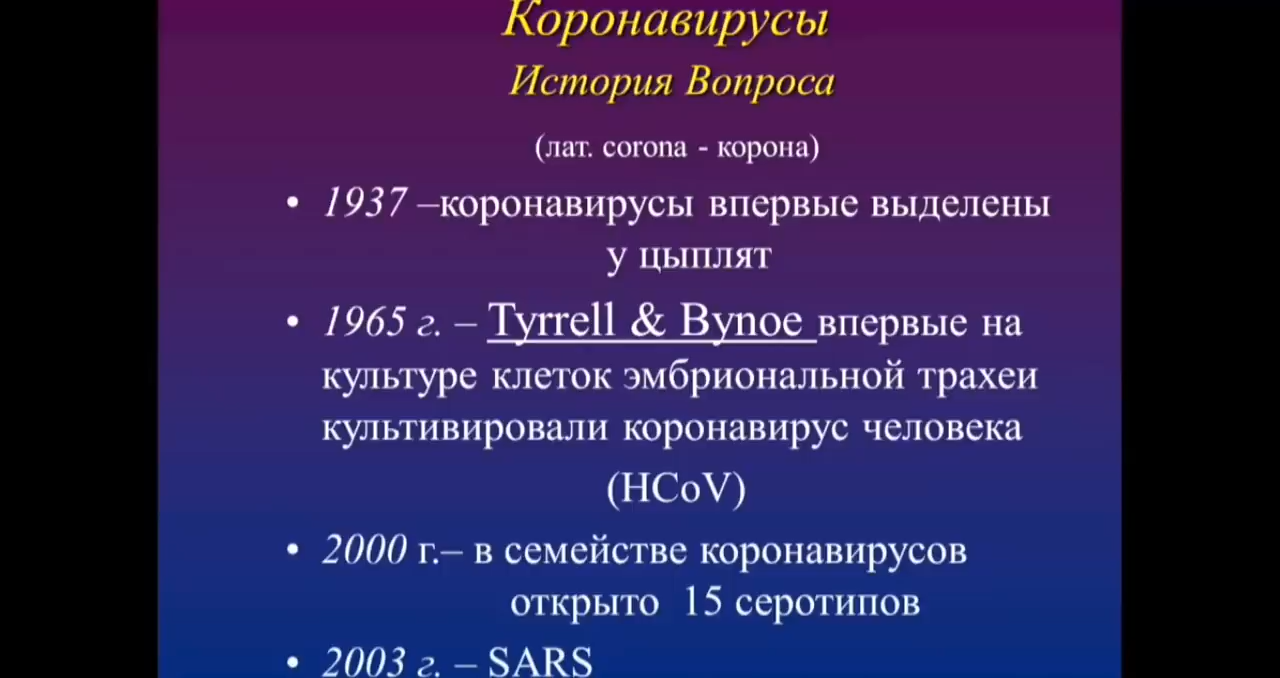 Коронавирусы
История Вопроса
(лат. corona - корона)
• 1937 –коронавирусы впервые выделены
у цыплят
• 1965 г. – Tyrrell & Bynoe впервые на
культуре клеток эмбриональной трахеи
культивировали коронавирус человека
(HCoV)
• 2000 г.– в семействе коронавирусов
открыто 15 серотипов
• 2003 г. – SARS